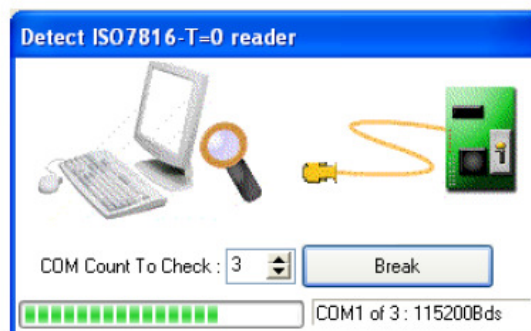 Detect ISO7816-T=0 reader
COM Count To Check : 3 Break
COM1 of 3 : 115200Bds